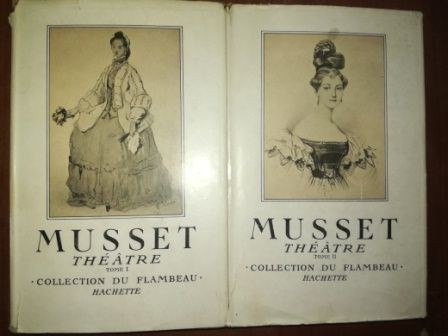 MUSSET
THÉÂTRE
TOME I
· COLLECTION DU FLAMBEAU ·
HACHETTE
MUSSET
THÉÂTRE
TOME II
· COLLECTION DU FLAMBEAU ·
HACHETTE